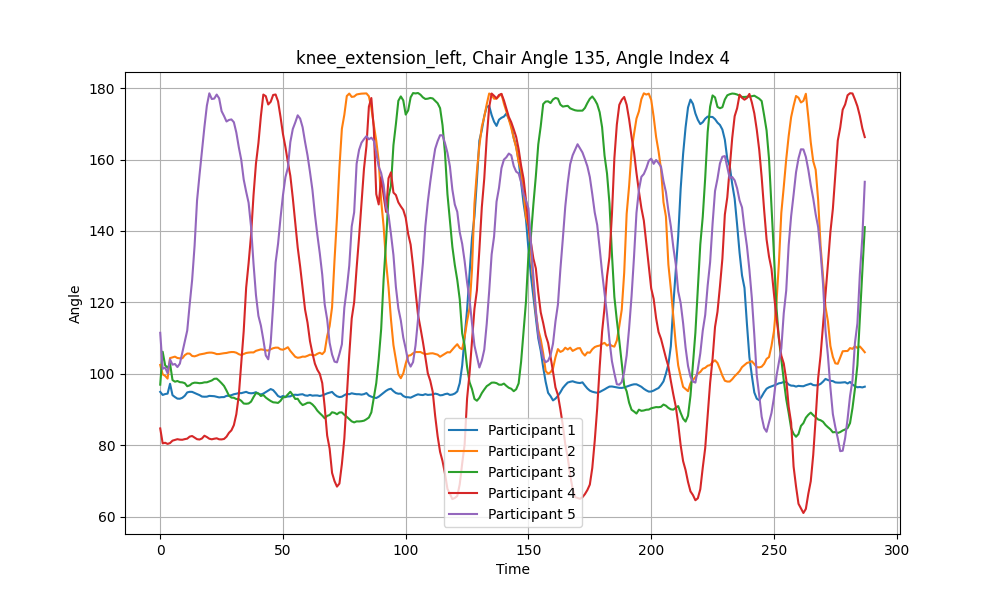 knee_extension_left, Chair Angle 135, Angle Index 4
180
160
140
120
100
80
60
Angle
Participant 1
Participant 2
Participant 3
Participant 4
Participant 5
0 50 100 150 200 250 300
Time